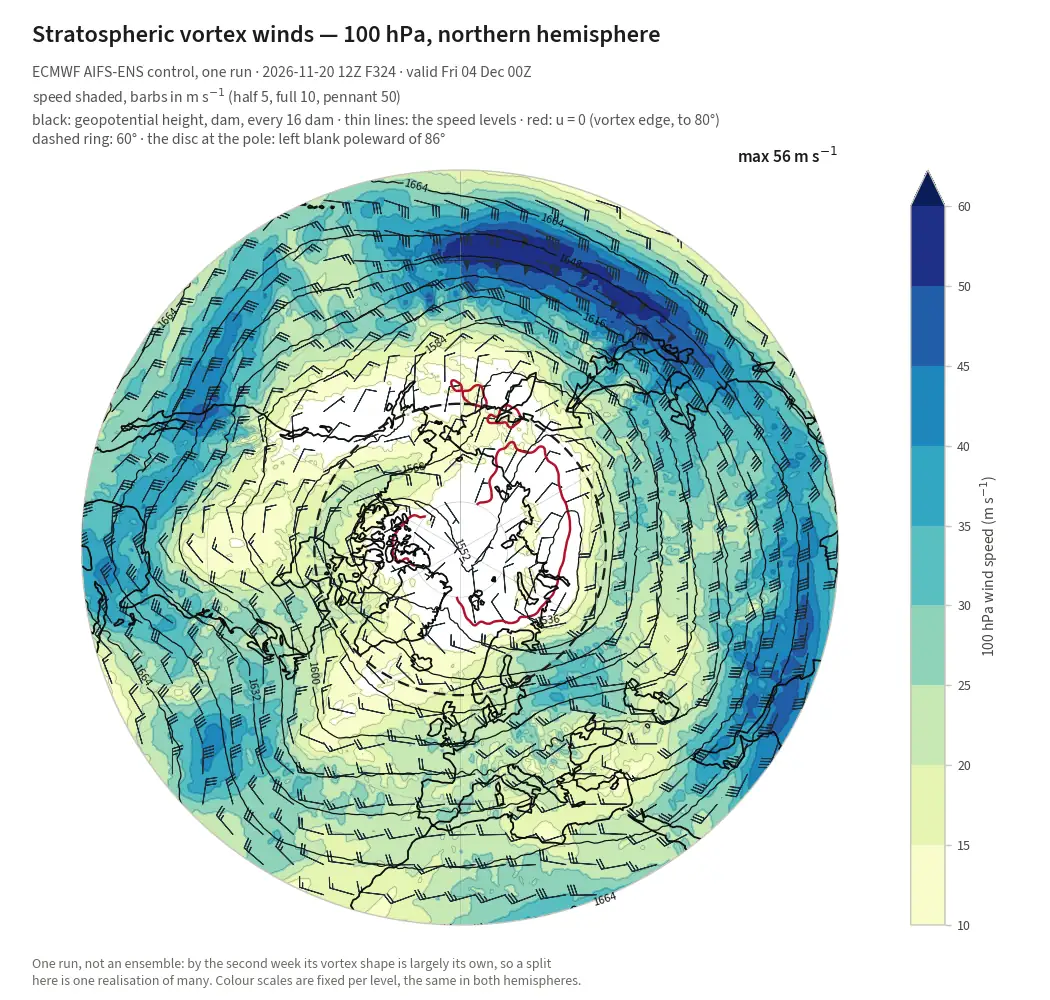 Stratospheric vortex winds — 100 hPa, northern hemisphere
ECMWF AIFS-ENS control, one run · 2026-11-20 12Z F324 · valid Fri 04 Dec 00Z
speed shaded, barbs in m s⁻¹ (half 5, full 10, pennant 50)
black: geopotential height, dam, every 16 dam · thin lines: the speed levels · red: u = 0 (vortex edge, to 80°)
dashed ring: 60° · the disc at the pole: left blank poleward of 86°
max 56 m s⁻¹
1664
1664
1648
1664
1616
1584
1568
1552
1536
1600
1632
1664
1664
60
50
45
40
35
30
25
20
15
10
100 hPa wind speed (m s⁻¹)
One run, not an ensemble: by the second week its vortex shape is largely its own, so a split
here is one realisation of many. Colour scales are fixed per level, the same in both hemispheres.